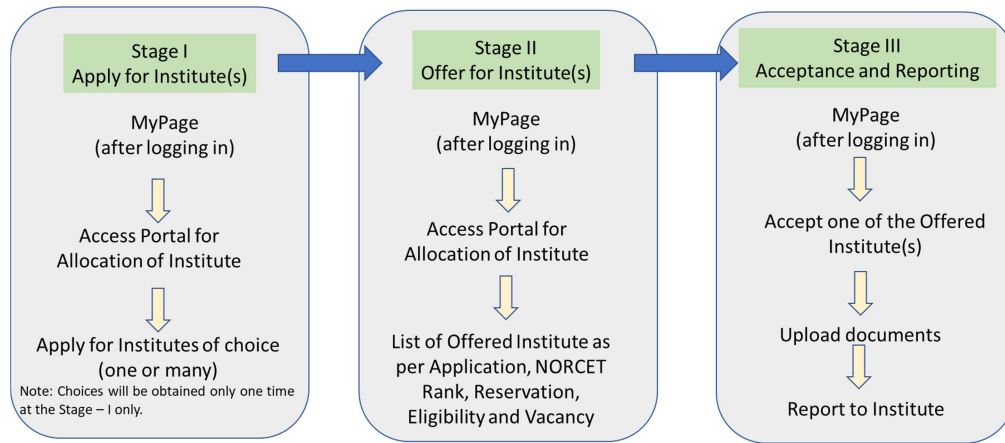 Stage I
Apply for Institute(s)
MyPage
(after logging in)
Access Portal for
Allocation of Institute
Apply for Institutes of choice
(one or many)
Note: Choices will be obtained only one time
at the Stage – I only.
Stage II
Offer for Institute(s)
MyPage
(after logging in)
Access Portal for
Allocation of Institute
List of Offered Institute as
per Application, NORCET
Rank, Reservation,
Eligibility and Vacancy
Stage III
Acceptance and Reporting
MyPage
(after logging in)
Accept one of the Offered
Institute(s)
Upload documents
Report to Institute